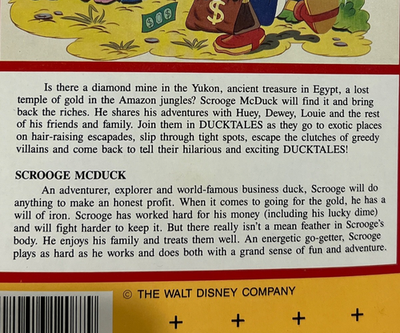 $
Is there a diamond mine in the Yukon, ancient treasure in Egypt, a lost
temple of gold in the Amazon jungles? Scrooge McDuck will find it and bring
back the riches. He shares his adventures with Huey, Dewey, Louie and the rest
of his friends and family. Join them in DUCKTALES as they go to exotic places
on hair-raising escapades, slip through tight spots, escape the clutches of greedy
villains and come back to tell their hilarious and exciting DUCKTALES!
SCROOGE MCDUCK
An adventurer, explorer and world-famous business duck, Scrooge will do
anything to make an honest profit. When it comes to going for the gold, he has a
will of iron. Scrooge has worked hard for his money (including his lucky dime)
and will fight harder to keep it. But there really isn't a mean feather in Scrooge's
body. He enjoys his family and treats them well. An energetic go-getter, Scrooge
plays as hard as he works and does both with a grand sense of fun and adventure.
© THE WALT DISNEY COMPANY